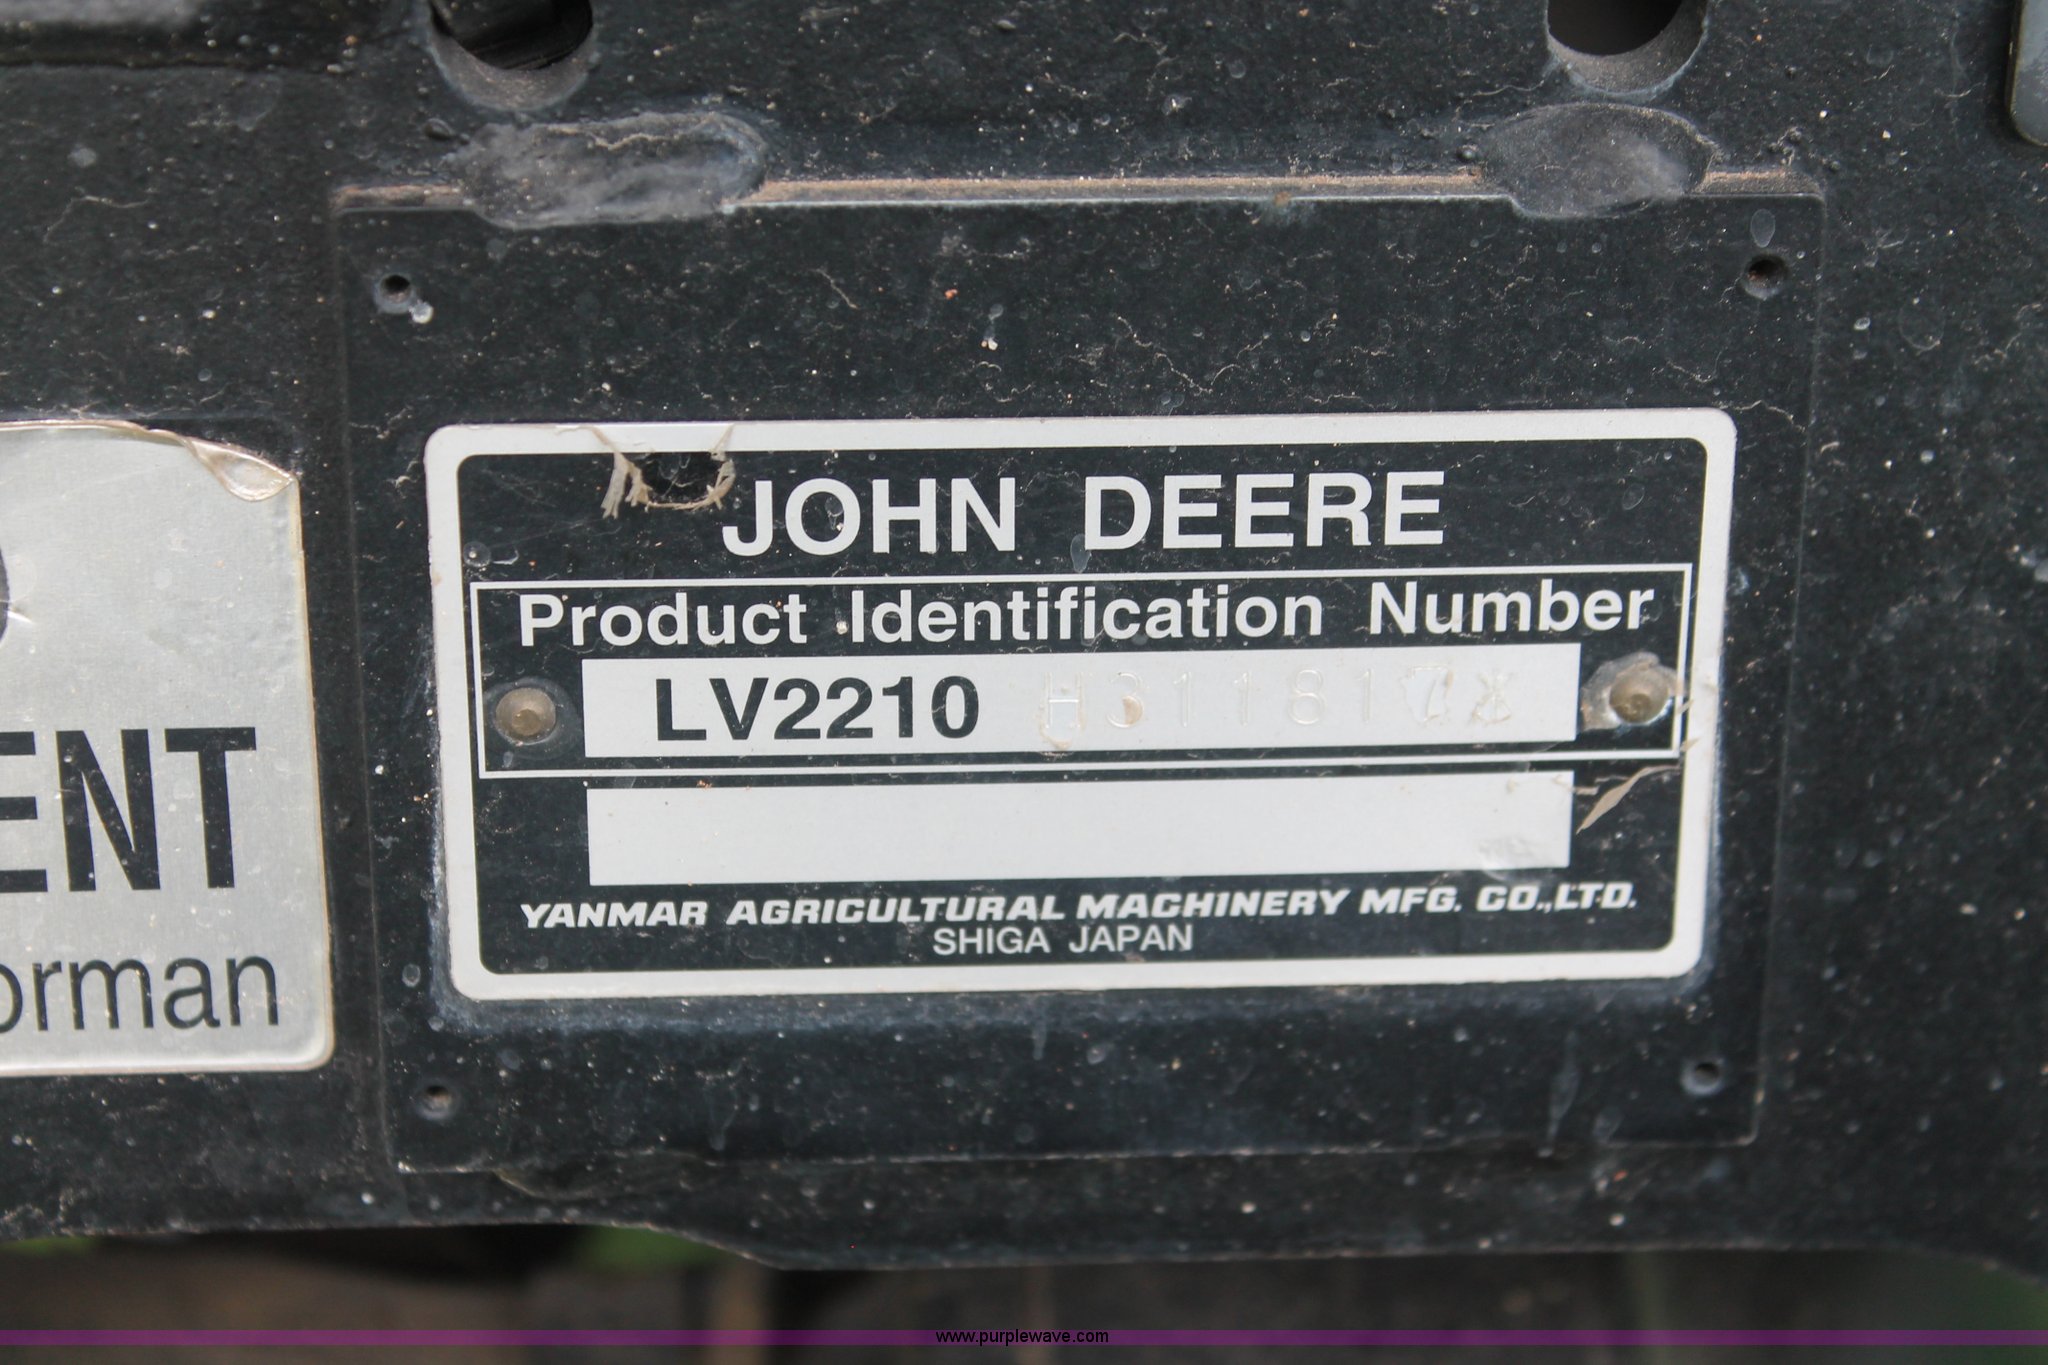 JOHN DEERE
Product Identification Number
LV2210 H311817X
YANMAR AGRICULTURAL MACHINERY MFG. CO.,LTD.
SHIGA JAPAN
ENT
orman
www.purplewave.com